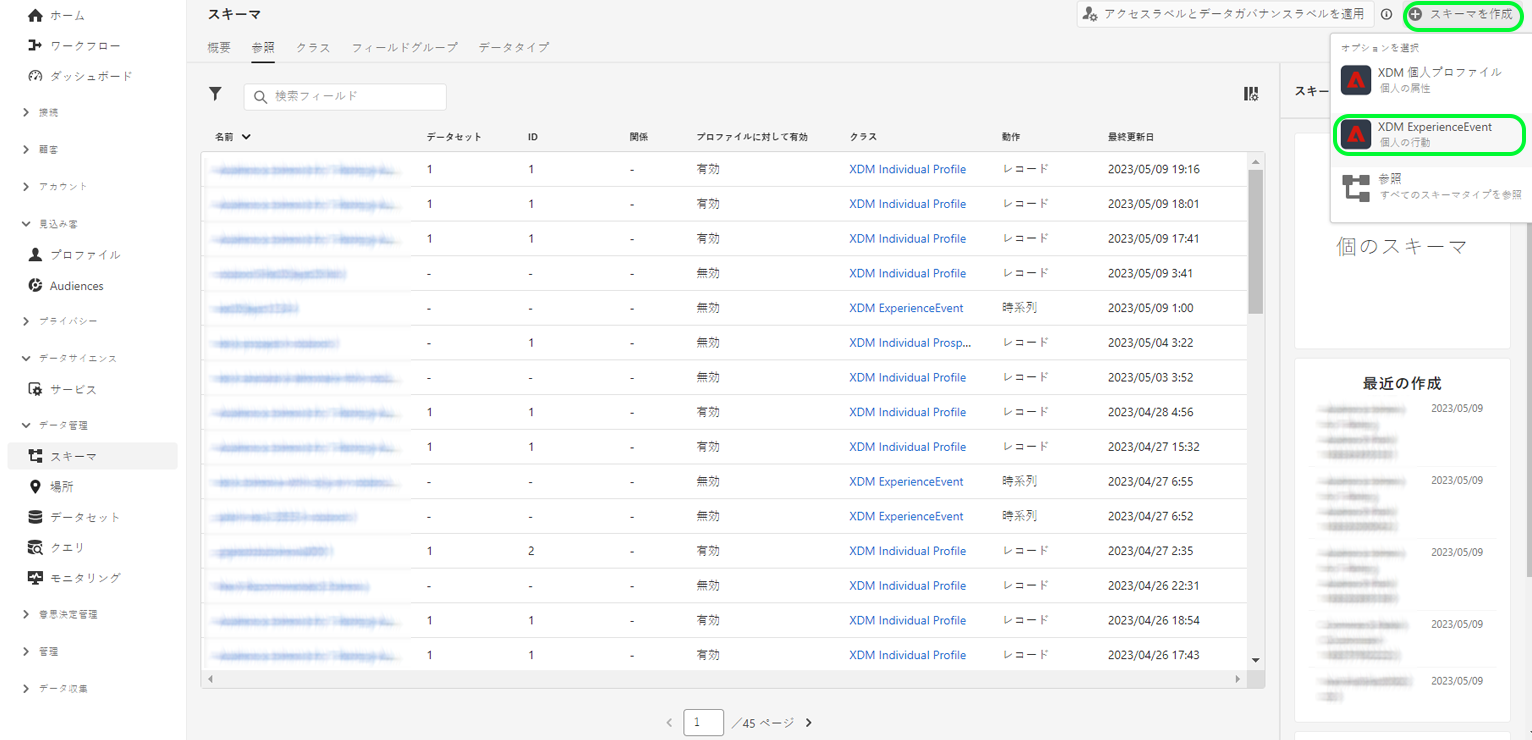 ホーム
ワークフロー
ダッシュボード
接続
顧客
アカウント
見込み客
プロファイル
Audiences
プライバシー
データサイエンス
サービス
データ管理
スキーマ
場所
データセット
クエリ
モニタリング
意思決定管理
管理
データ収集
スキーマ
アクセスラベルとデータガバナンスラベルを適用
スキーマを作成
概要 参照 クラス フィールドグループ データタイプ
オプションを選択
XDM 個人プロファイル
個人の属性
XDM ExperienceEvent
個人の行動
参照
すべてのスキーマタイプを参照
検索フィールド
名前 データセット ID 関係 プロファイルに対して有効 クラス 動作 最終更新日
1 1 - 有効 XDM Individual Profile レコード 2023/05/09 19:16
1 1 - 有効 XDM Individual Profile レコード 2023/05/09 18:01
1 1 - 有効 XDM Individual Profile レコード 2023/05/09 17:41
- - - 無効 XDM Individual Profile レコード 2023/05/09 3:41
- - - 無効 XDM ExperienceEvent 時系列 2023/05/09 1:00
- 1 - 無効 XDM Individual Prosp... レコード 2023/05/04 3:22
- - - 無効 XDM Individual Profile レコード 2023/05/03 3:52
1 1 - 有効 XDM Individual Profile レコード 2023/04/28 4:56
1 1 - 有効 XDM Individual Profile レコード 2023/04/27 15:32
- - - 無効 XDM ExperienceEvent 時系列 2023/04/27 6:55
- - - 無効 XDM ExperienceEvent 時系列 2023/04/27 6:52
1 2 - 有効 XDM Individual Profile レコード 2023/04/27 2:35
- - - 無効 XDM Individual Profile レコード 2023/04/26 22:31
1 1 - 有効 XDM Individual Profile レコード 2023/04/26 18:54
1 1 - 有効 XDM Individual Profile レコード 2023/04/26 17:43
1 ／45 ページ
スキー
個のスキーマ
最近の作成
2023/05/09
2023/05/09
2023/05/09
2023/05/09
2023/05/09